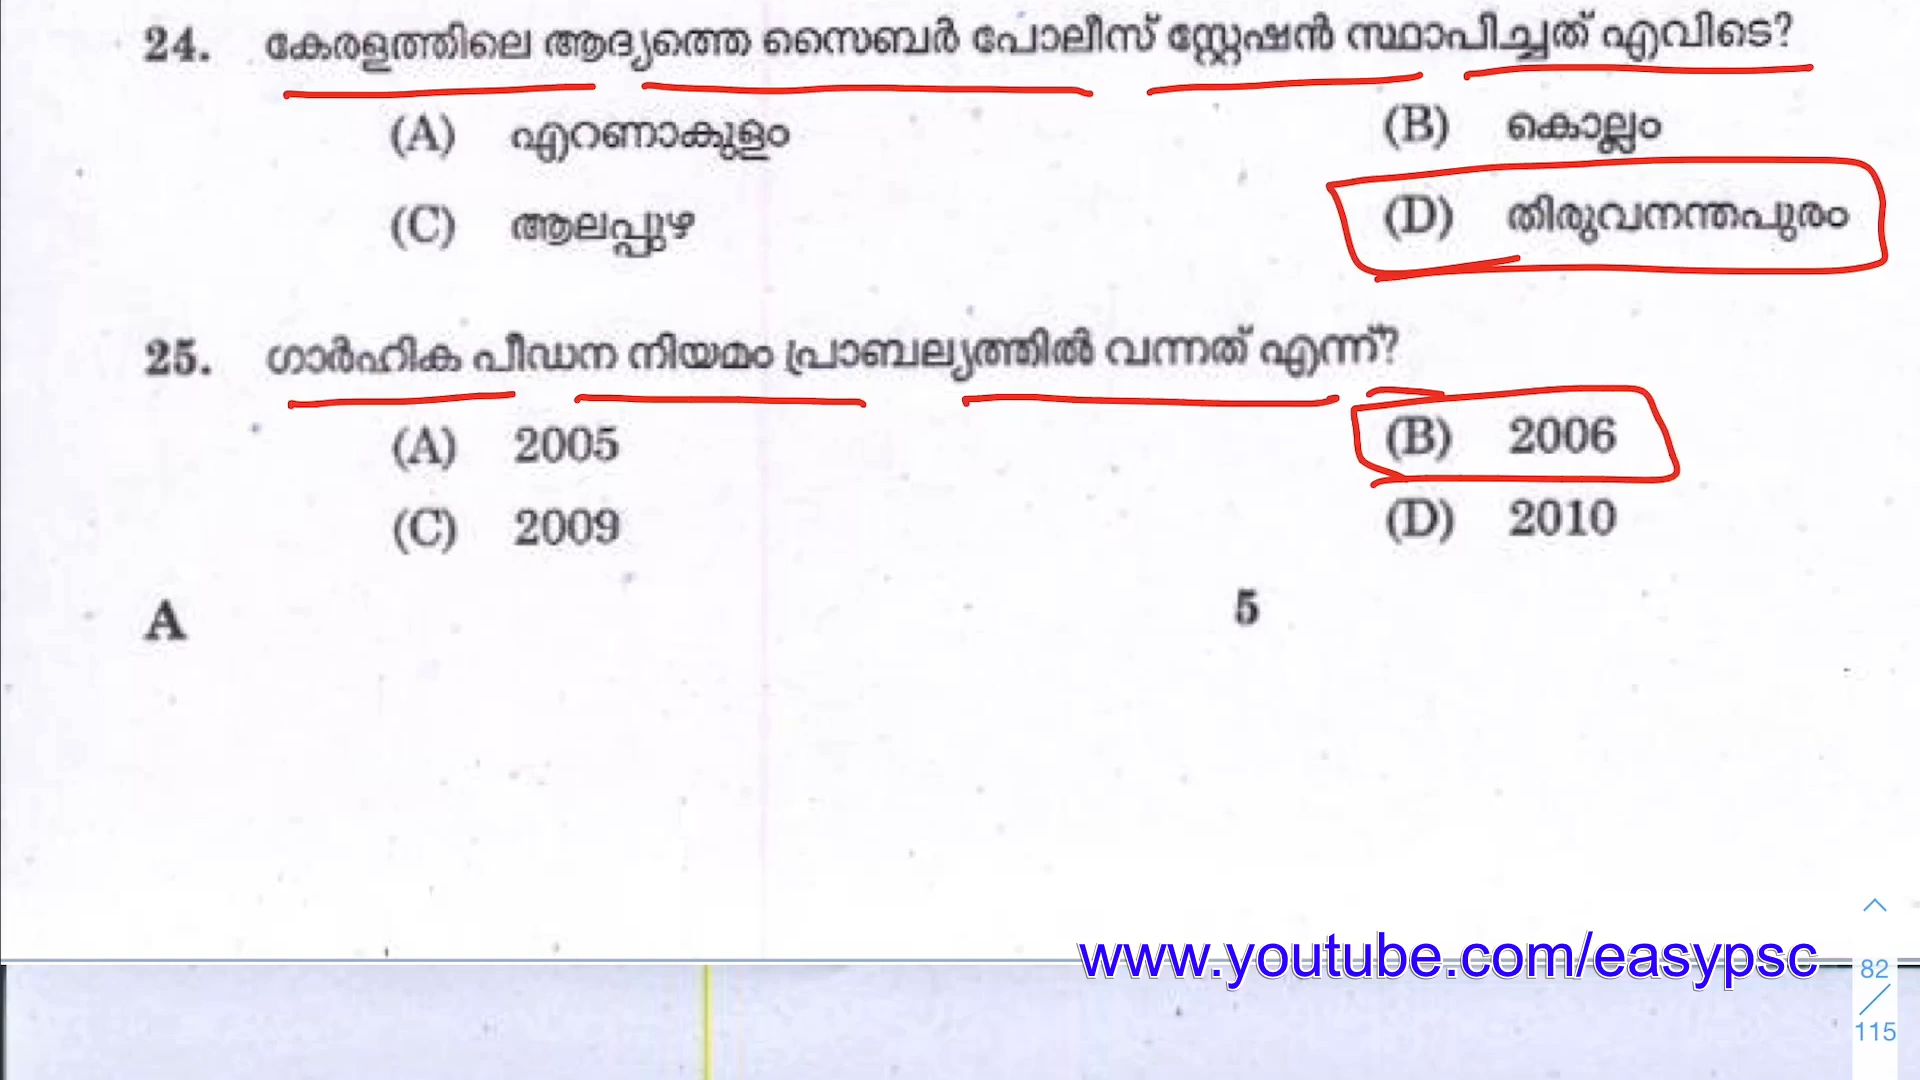 24. കേരളത്തിലെ ആദ്യത്തെ സൈബർ പോലീസ് സ്റ്റേഷൻ സ്ഥാപിച്ചത് എവിടെ?
(A) എറണാകുളം (B) കൊല്ലം
(C) ആലപ്പുഴ (D) തിരുവനന്തപുരം
25. ഗാർഹിക പീഡന നിയമം പ്രാബല്യത്തിൽ വന്നത് എന്ന്?
(A) 2005 (B) 2006
(C) 2009 (D) 2010
A 5
www.youtube.com/easypsc
82
115